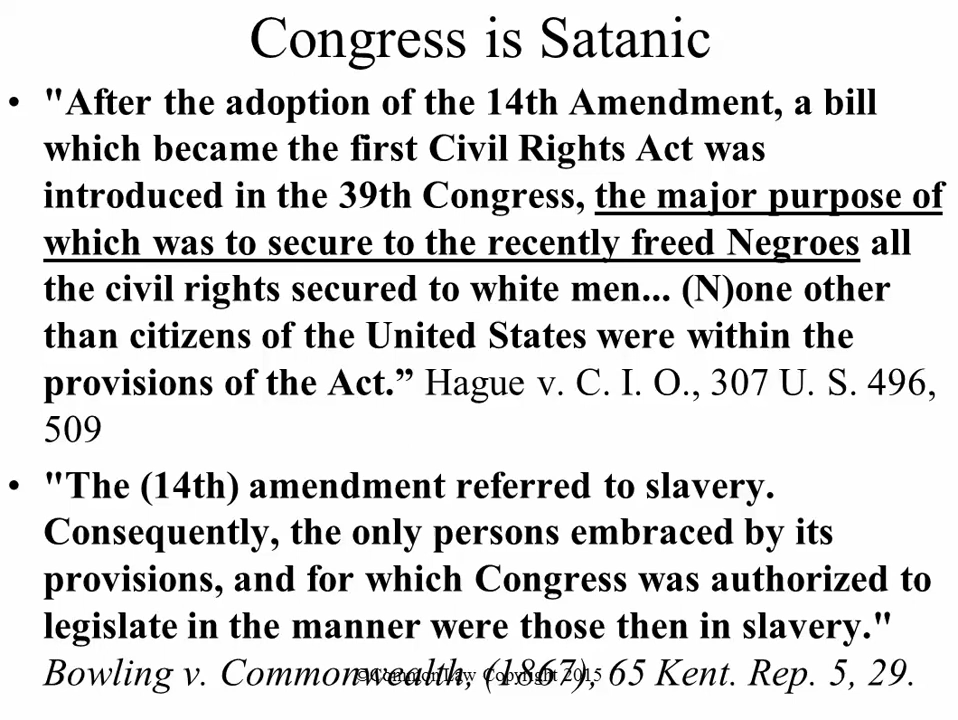 Congress is Satanic
• "After the adoption of the 14th Amendment, a bill
which became the first Civil Rights Act was
introduced in the 39th Congress, the major purpose of
which was to secure to the recently freed Negroes all
the civil rights secured to white men... (N)one other
than citizens of the United States were within the
provisions of the Act.” Hague v. C. I. O., 307 U. S. 496,
509
• "The (14th) amendment referred to slavery.
Consequently, the only persons embraced by its
provisions, and for which Congress was authorized to
legislate in the manner were those then in slavery."
Bowling v. Commonwealth, (1867), 65 Kent. Rep. 5, 29.
©Common Law Copyright 2015